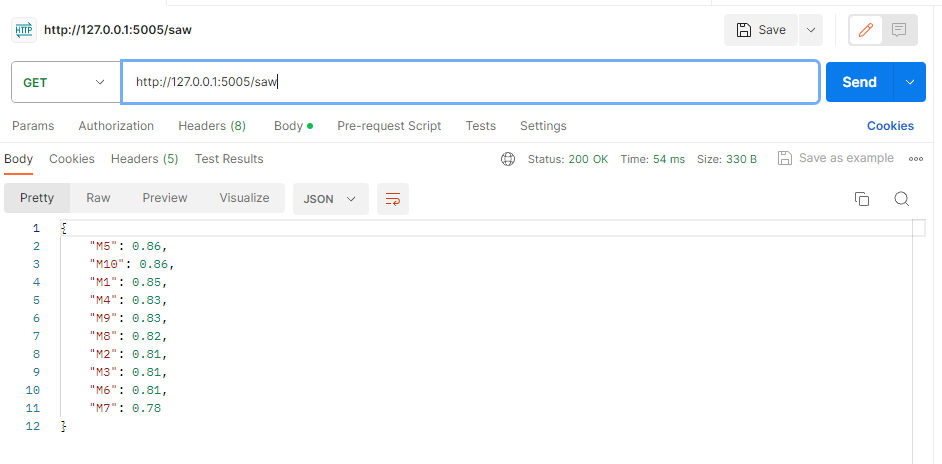 HTTP http://127.0.0.1:5005/saw Save
GET http://127.0.0.1:5005/saw Send
Params Authorization Headers (8) Body Pre-request Script Tests Settings Cookies
Body Cookies Headers (5) Test Results Status: 200 OK Time: 54 ms Size: 330 B Save as example
Pretty Raw Preview Visualize JSON
1 {
2 "M5": 0.86,
3 "M10": 0.86,
4 "M1": 0.85,
5 "M4": 0.83,
6 "M9": 0.83,
7 "M8": 0.82,
8 "M2": 0.81,
9 "M3": 0.81,
10 "M6": 0.81,
11 "M7": 0.78
12 }